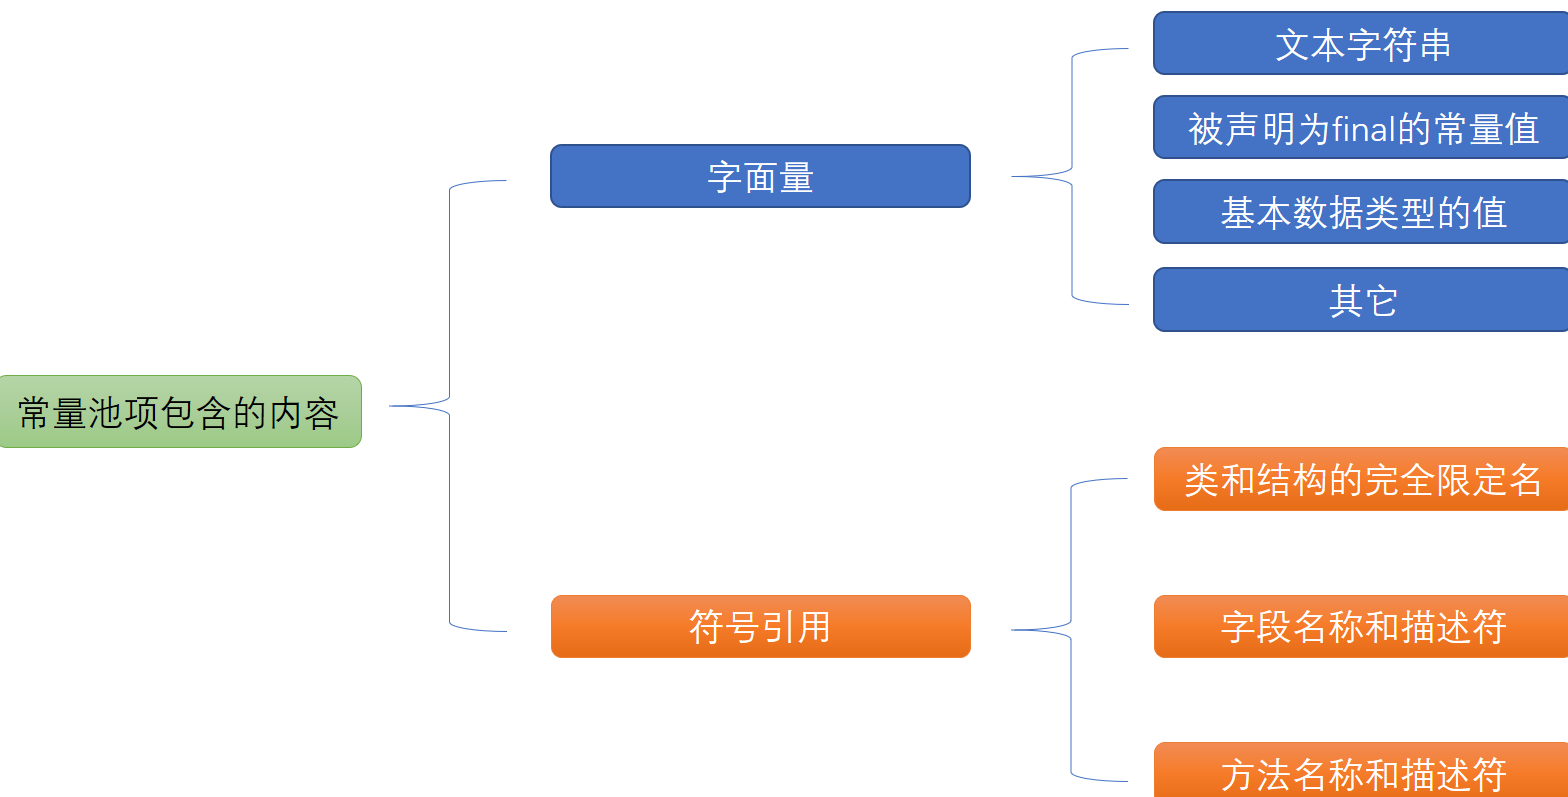 常量池项包含的内容
字面量
文本字符串
被声明为final的常量值
基本数据类型的值
其它
符号引用
类和结构的完全限定名
字段名称和描述符
方法名称和描述符